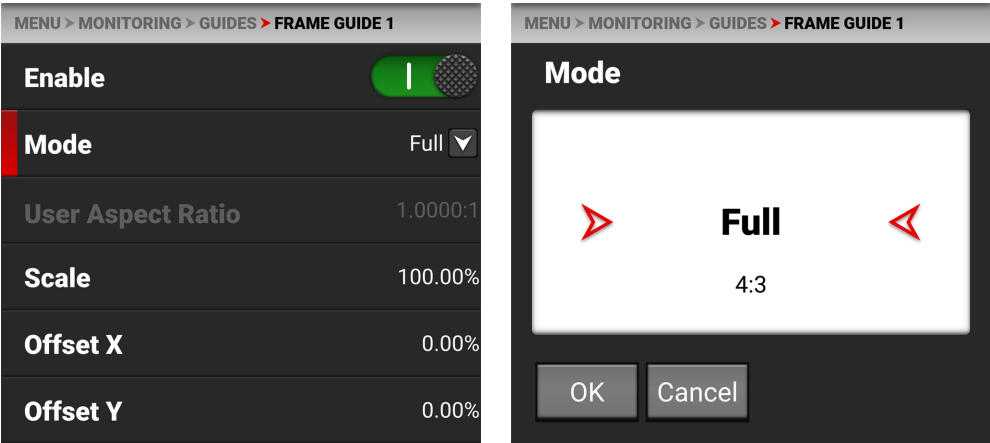 MENU > MONITORING > GUIDES > FRAME GUIDE 1
Enable
Mode Full
User Aspect Ratio 1.0000:1
Scale 100.00%
Offset X 0.00%
Offset Y 0.00%
MENU > MONITORING > GUIDES > FRAME GUIDE 1
Mode
Full
4:3
OK Cancel